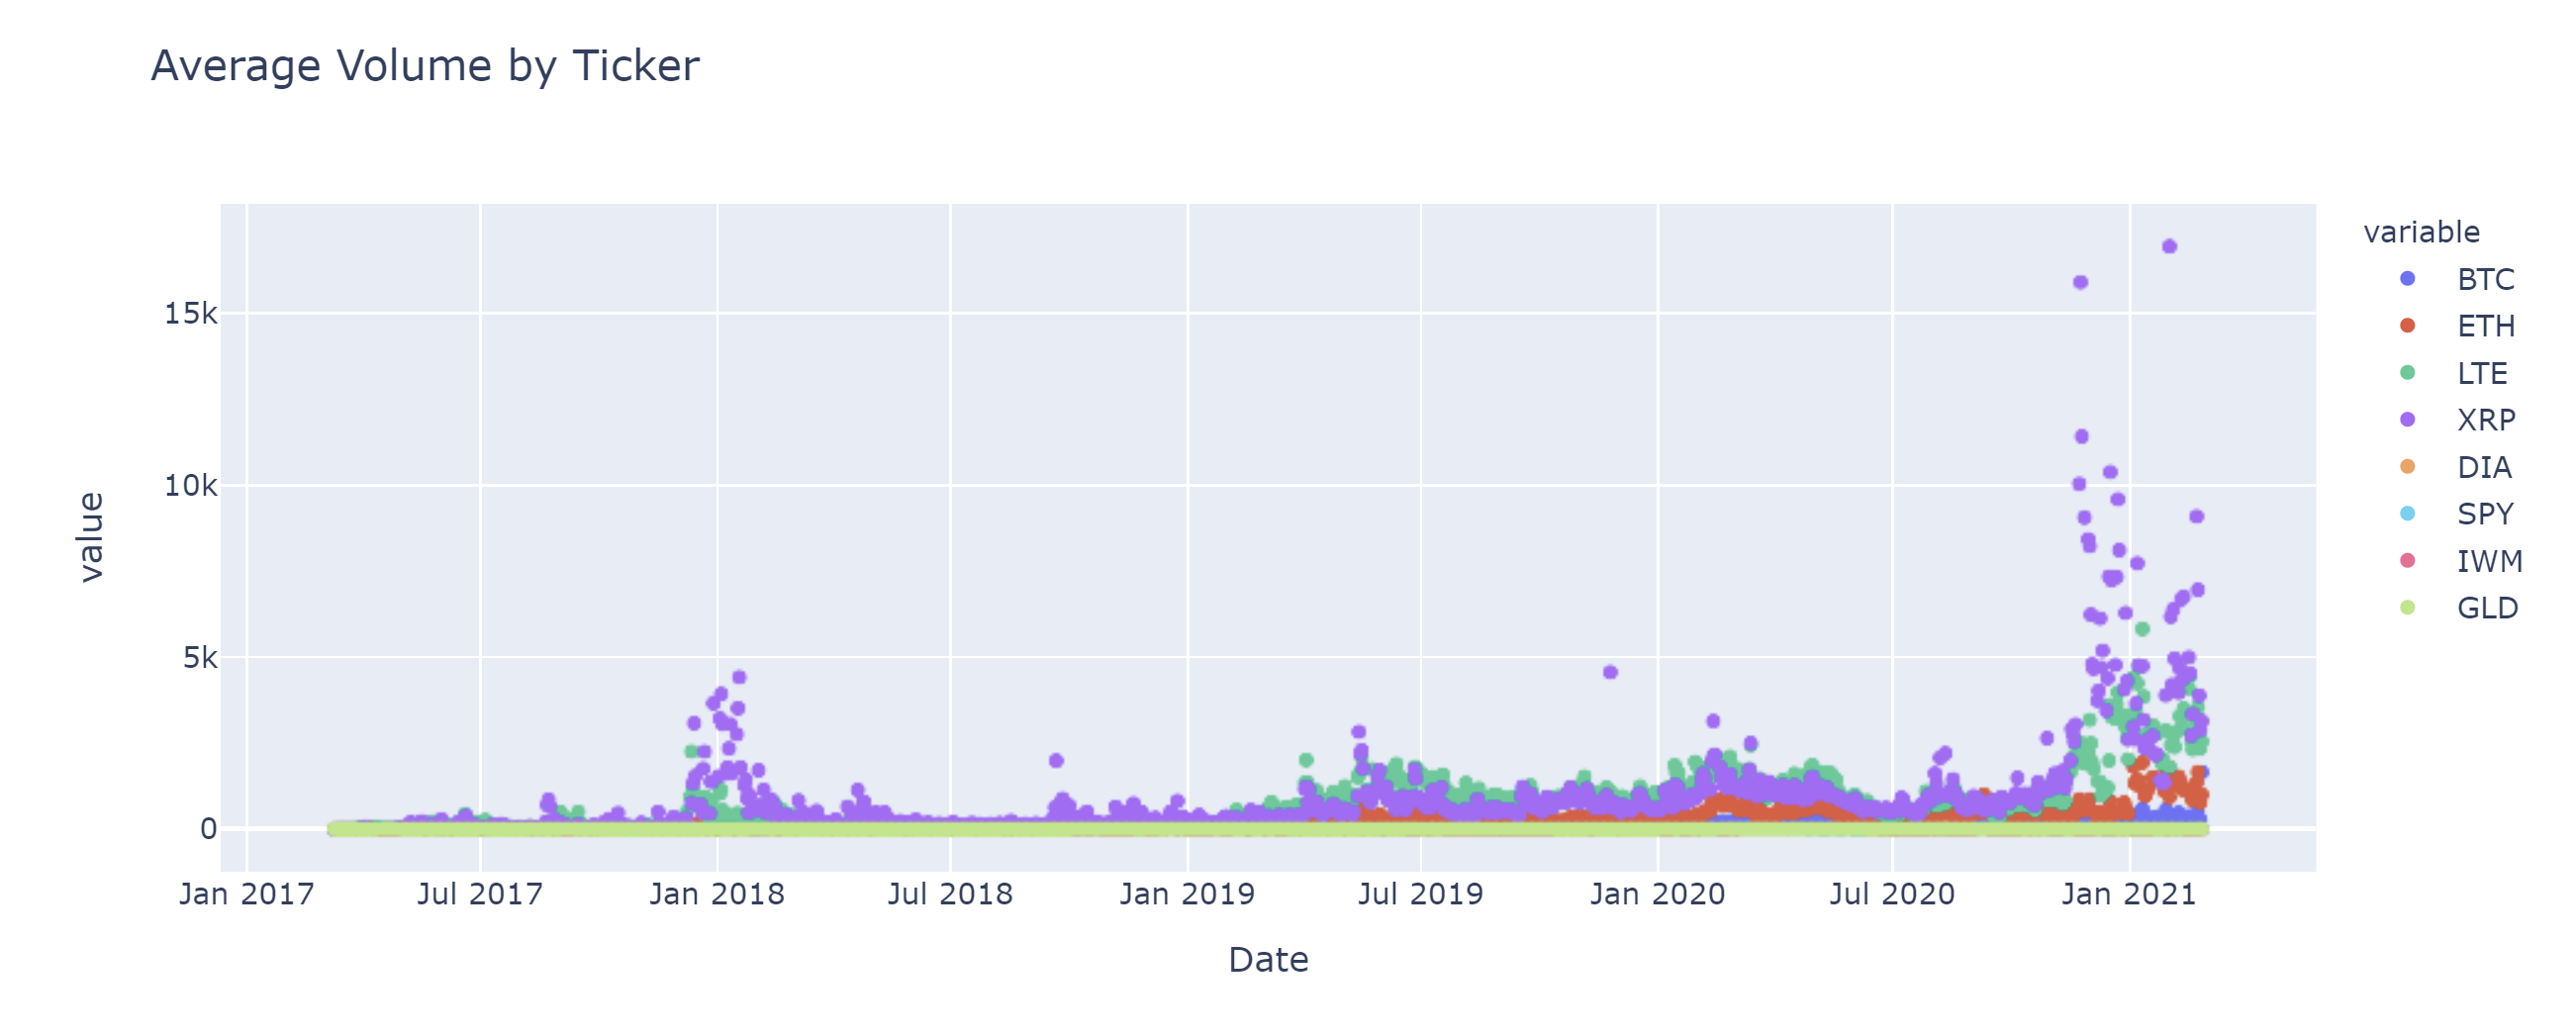 Average Volume by Ticker
variable
BTC
ETH
LTE
XRP
DIA
SPY
IWM
GLD
value
15k
10k
5k
0
Jan 2017 Jul 2017 Jan 2018 Jul 2018 Jan 2019 Jul 2019 Jan 2020 Jul 2020 Jan 2021
Date